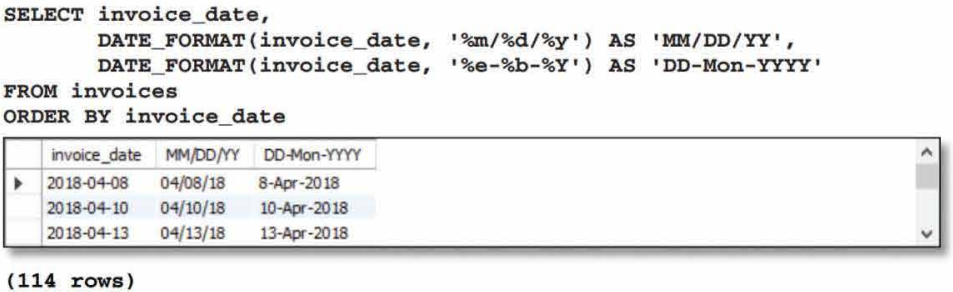 SELECT invoice_date,
DATE_FORMAT(invoice_date, '%m/%d/%y') AS 'MM/DD/YY',
DATE_FORMAT(invoice_date, '%e-%b-%Y') AS 'DD-Mon-YYYY'
FROM invoices
ORDER BY invoice_date
invoice_date MM/DD/YY DD-Mon-YYYY
2018-04-08 04/08/18 8-Apr-2018
2018-04-10 04/10/18 10-Apr-2018
2018-04-13 04/13/18 13-Apr-2018
(114 rows)